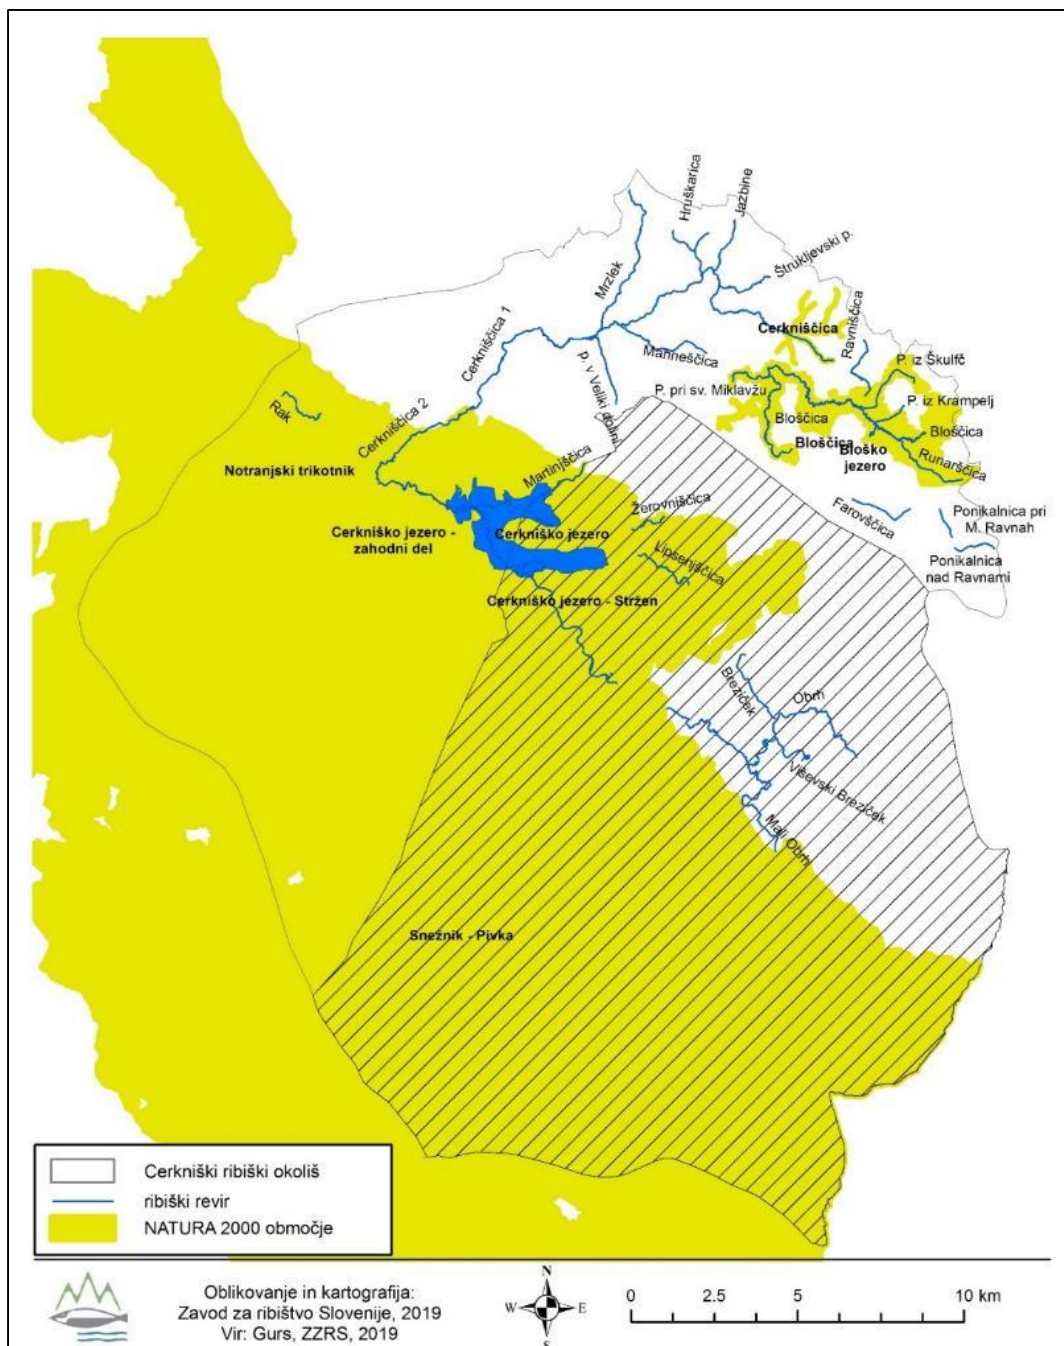 Hruškarica
Jazbine
Mrzlek
Štrukljevski p.
Cerkniščica 1
Cerkniščica
Ravniščica
Mahneščica
P. iz Škulfč
p. v Veliki dolini
P. pri sv. Miklavžu
P. iz Krampelj
Rak
Cerkniščica 2
Bloščica
Bloščica
Bloščica
Bloško
jezero
Runarščica
Notranjski trikotnik
Martinjščica
Žerovniščica
Farovščica
Ponikalnica pri
M. Ravnah
Cerkniško jezero -
zahodni del
Cerkniško jezero
Lipsenjščica
Ponikalnica
nad Ravnami
Cerkniško jezero - Stržen
Brežiček
Obrh
Viševski Brežiček
Mali Obrh
Snežnik - Pivka
Cerkniški ribiški okoliš
ribiški revir
NATURA 2000 območje
Oblikovanje in kartografija:
Zavod za ribištvo Slovenije, 2019
Vir: Gurs, ZZRS, 2019
N
W
E
S
0 2.5 5 10 km